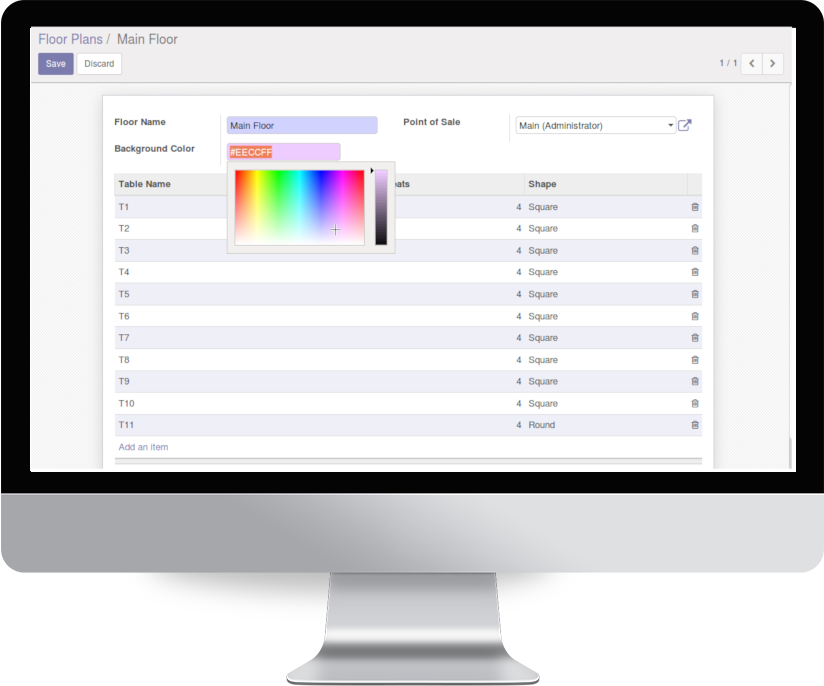 Floor Plans / Main Floor
Save Discard 1 / 1
Floor Name Main Floor Point of Sale Main (Administrator)
Background Color #EECCFF
Table Name ats Shape
T1 4 Square
T2 4 Square
T3 4 Square
T4 4 Square
T5 4 Square
T6 4 Square
T7 4 Square
T8 4 Square
T9 4 Square
T10 4 Square
T11 4 Round
Add an item